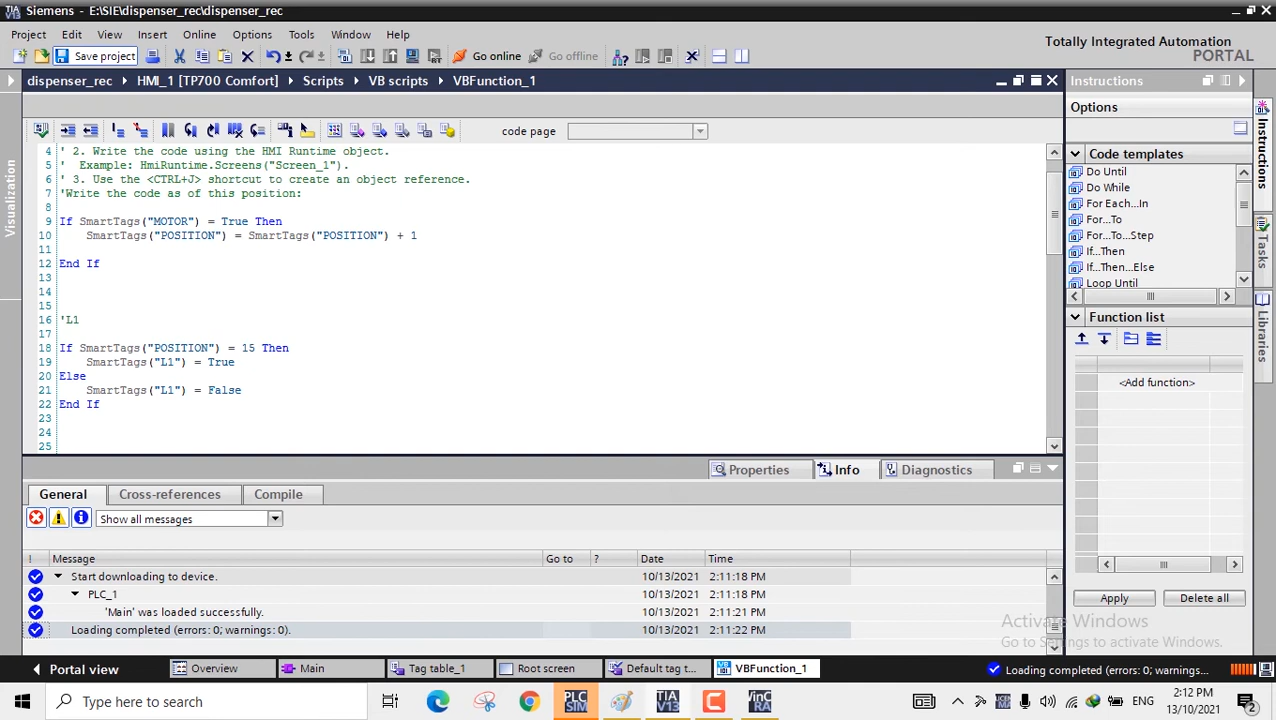 Siemens - E:\SIE\dispenser_rec\dispenser_rec
Project Edit View Insert Online Options Tools Window Help
Totally Integrated Automation
PORTAL
Save project
Go online
Go offline
dispenser_rec
HMI_1 [TP700 Comfort]
Scripts
VB scripts
VBFunction_1
Instructions
Options
Visualization
code page
4 ' 2. Write the code using the HMI Runtime object.
5 '  Example: HmiRuntime.Screens("Screen_1").
6 ' 3. Use the <CTRL+J> shortcut to create an object reference.
7 'Write the code as of this position:
8
9 If SmartTags("MOTOR") = True Then
10     SmartTags("POSITION") = SmartTags("POSITION") + 1
11
12 End If
13
14
15
16 'L1
17
18 If SmartTags("POSITION") = 15 Then
19     SmartTags("L1") = True
20 Else
21     SmartTags("L1") = False
22 End If
23
24
25
Code templates
Do Until
Do While
For Each...In
For...To
For...To...Step
If...Then
If...Then...Else
Loop Until
Function list
<Add function>
Apply
Delete all
Instructions
Tasks
Libraries
Properties
Info
Diagnostics
General
Cross-references
Compile
Show all messages
! Message Go to ? Date Time
Start downloading to device. 10/13/2021 2:11:18 PM
PLC_1 10/13/2021 2:11:18 PM
'Main' was loaded successfully. 10/13/2021 2:11:21 PM
Loading completed (errors: 0; warnings: 0). 10/13/2021 2:11:22 PM
Activate Windows
Go to Settings to activate Windows.
Portal view
Overview
Main
Tag table_1
Root screen
Default tag t...
VBFunction_1
Loading completed (errors: 0; warnings...
Type here to search
PLC
SIM
TIA
V13
ENG
2:12 PM
13/10/2021
2